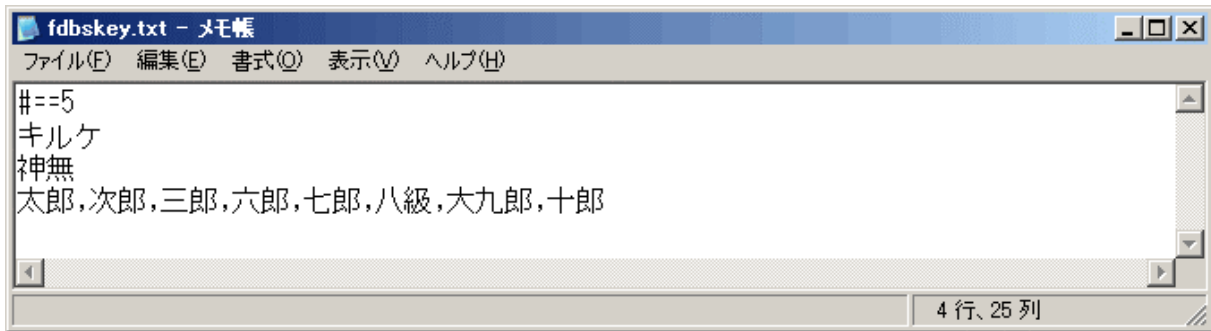 fdbskey.txt - メモ帳
ファイル(F) 編集(E) 書式(O) 表示(V) ヘルプ(H)
#==5
キルケ
神無
太郎,次郎,三郎,六郎,七郎,八級,大九郎,十郎
4 行、25 列